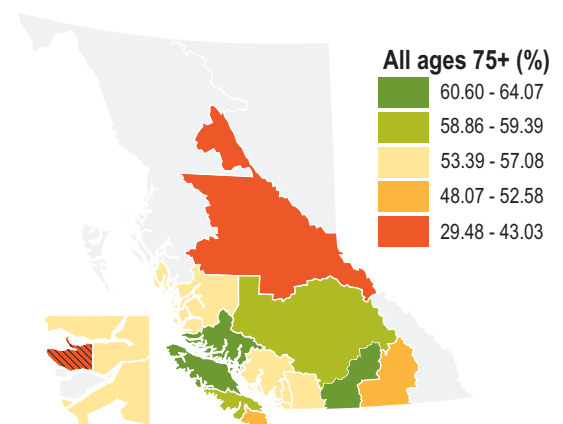 All ages 75+ (%)
60.60 - 64.07
58.86 - 59.39
53.39 - 57.08
48.07 - 52.58
29.48 - 43.03